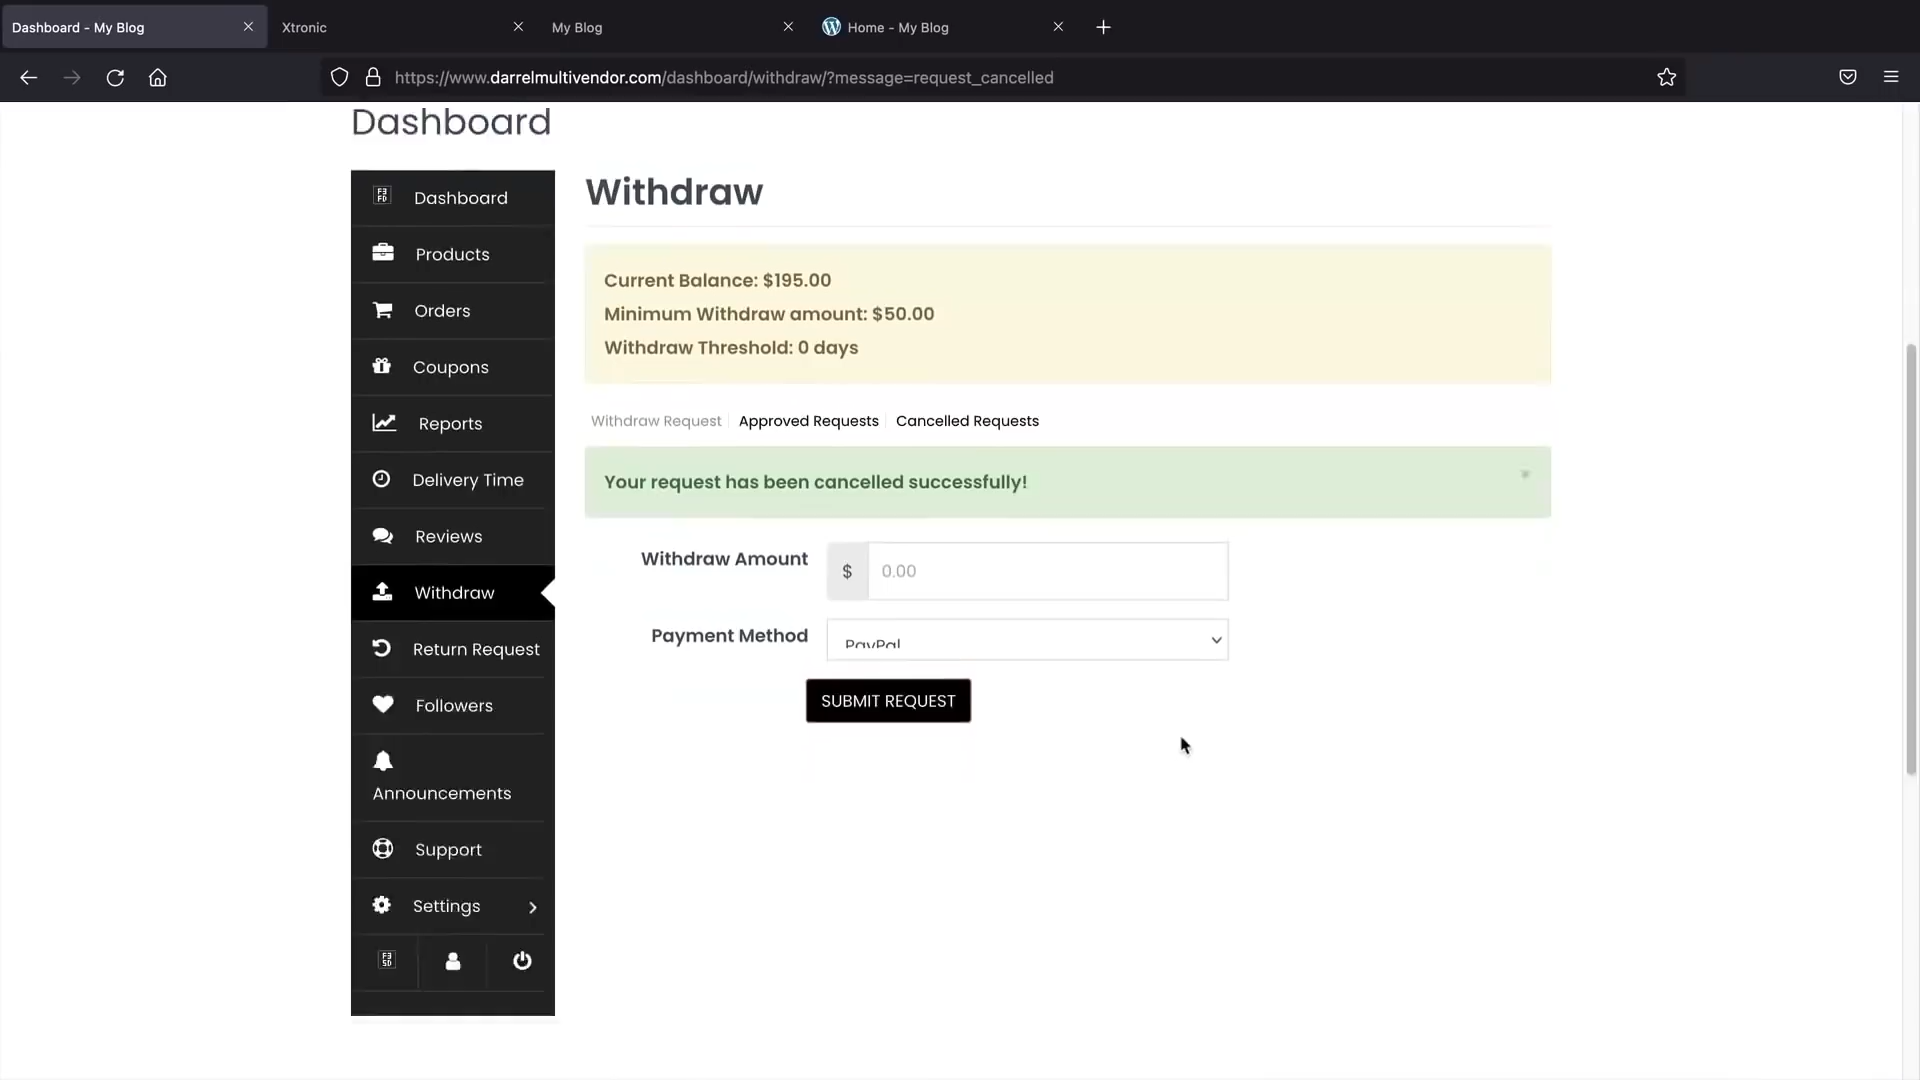 Dashboard - My Blog
Xtronic
My Blog
Home - My Blog
https://www.darrelmultivendor.com/dashboard/withdraw/?message=request_cancelled
Dashboard
Dashboard
Products
Orders
Coupons
Reports
Delivery Time
Reviews
Withdraw
Return Request
Followers
Announcements
Support
Settings
Withdraw
Current Balance: $195.00
Minimum Withdraw amount: $50.00
Withdraw Threshold: 0 days
Withdraw Request
Approved Requests
Cancelled Requests
Your request has been cancelled successfully!
Withdraw Amount
$ 0.00
Payment Method
PayPal
SUBMIT REQUEST